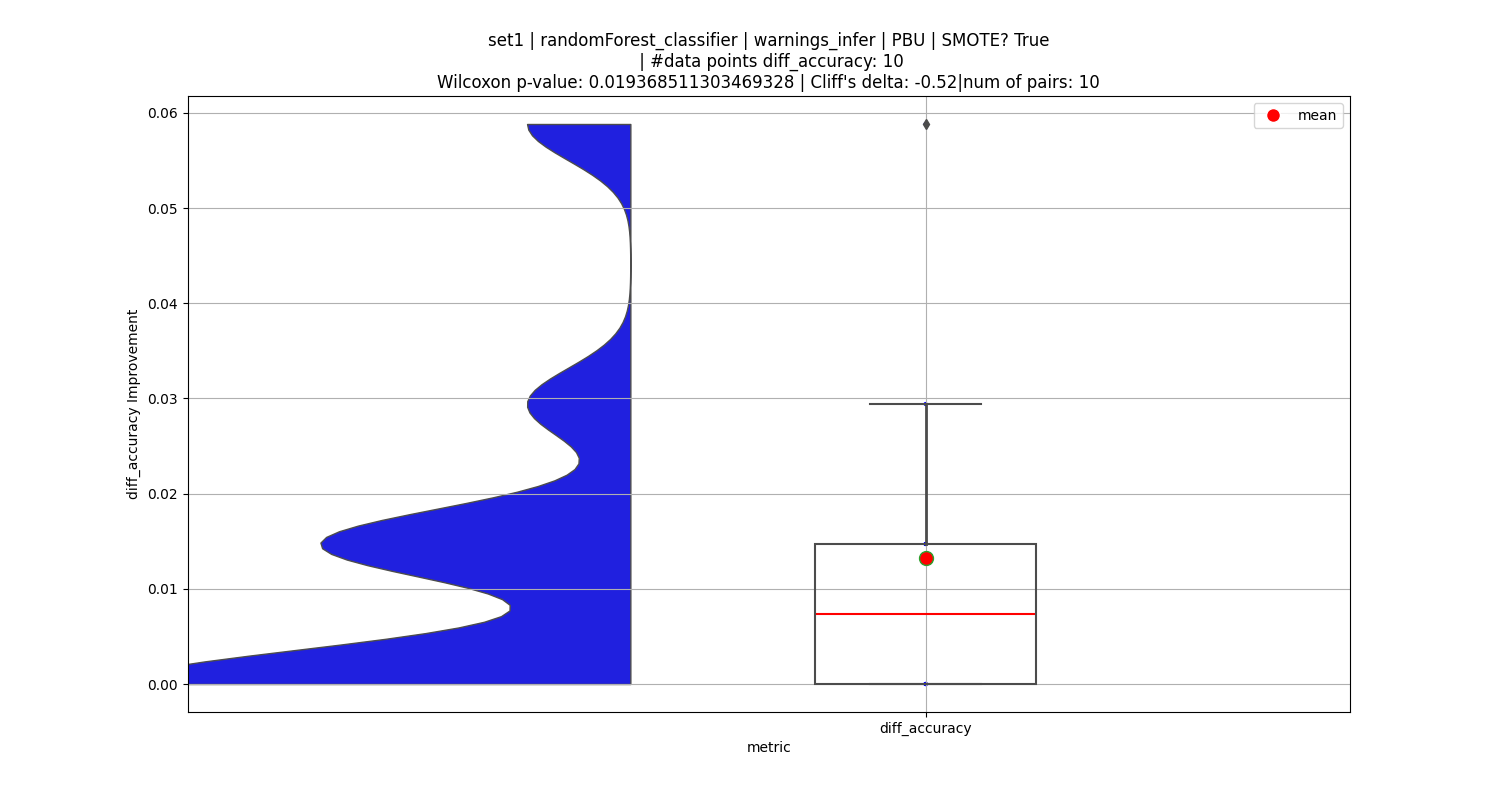 set1 | randomForest_classifier | warnings_infer | PBU | SMOTE? True
| #data points diff_accuracy: 10
Wilcoxon p-value: 0.019368511303469328 | Cliff's delta: -0.52|num of pairs: 10
mean
0.06
0.05
0.04
0.03
0.02
0.01
0.00
diff_accuracy Improvement
diff_accuracy
metric